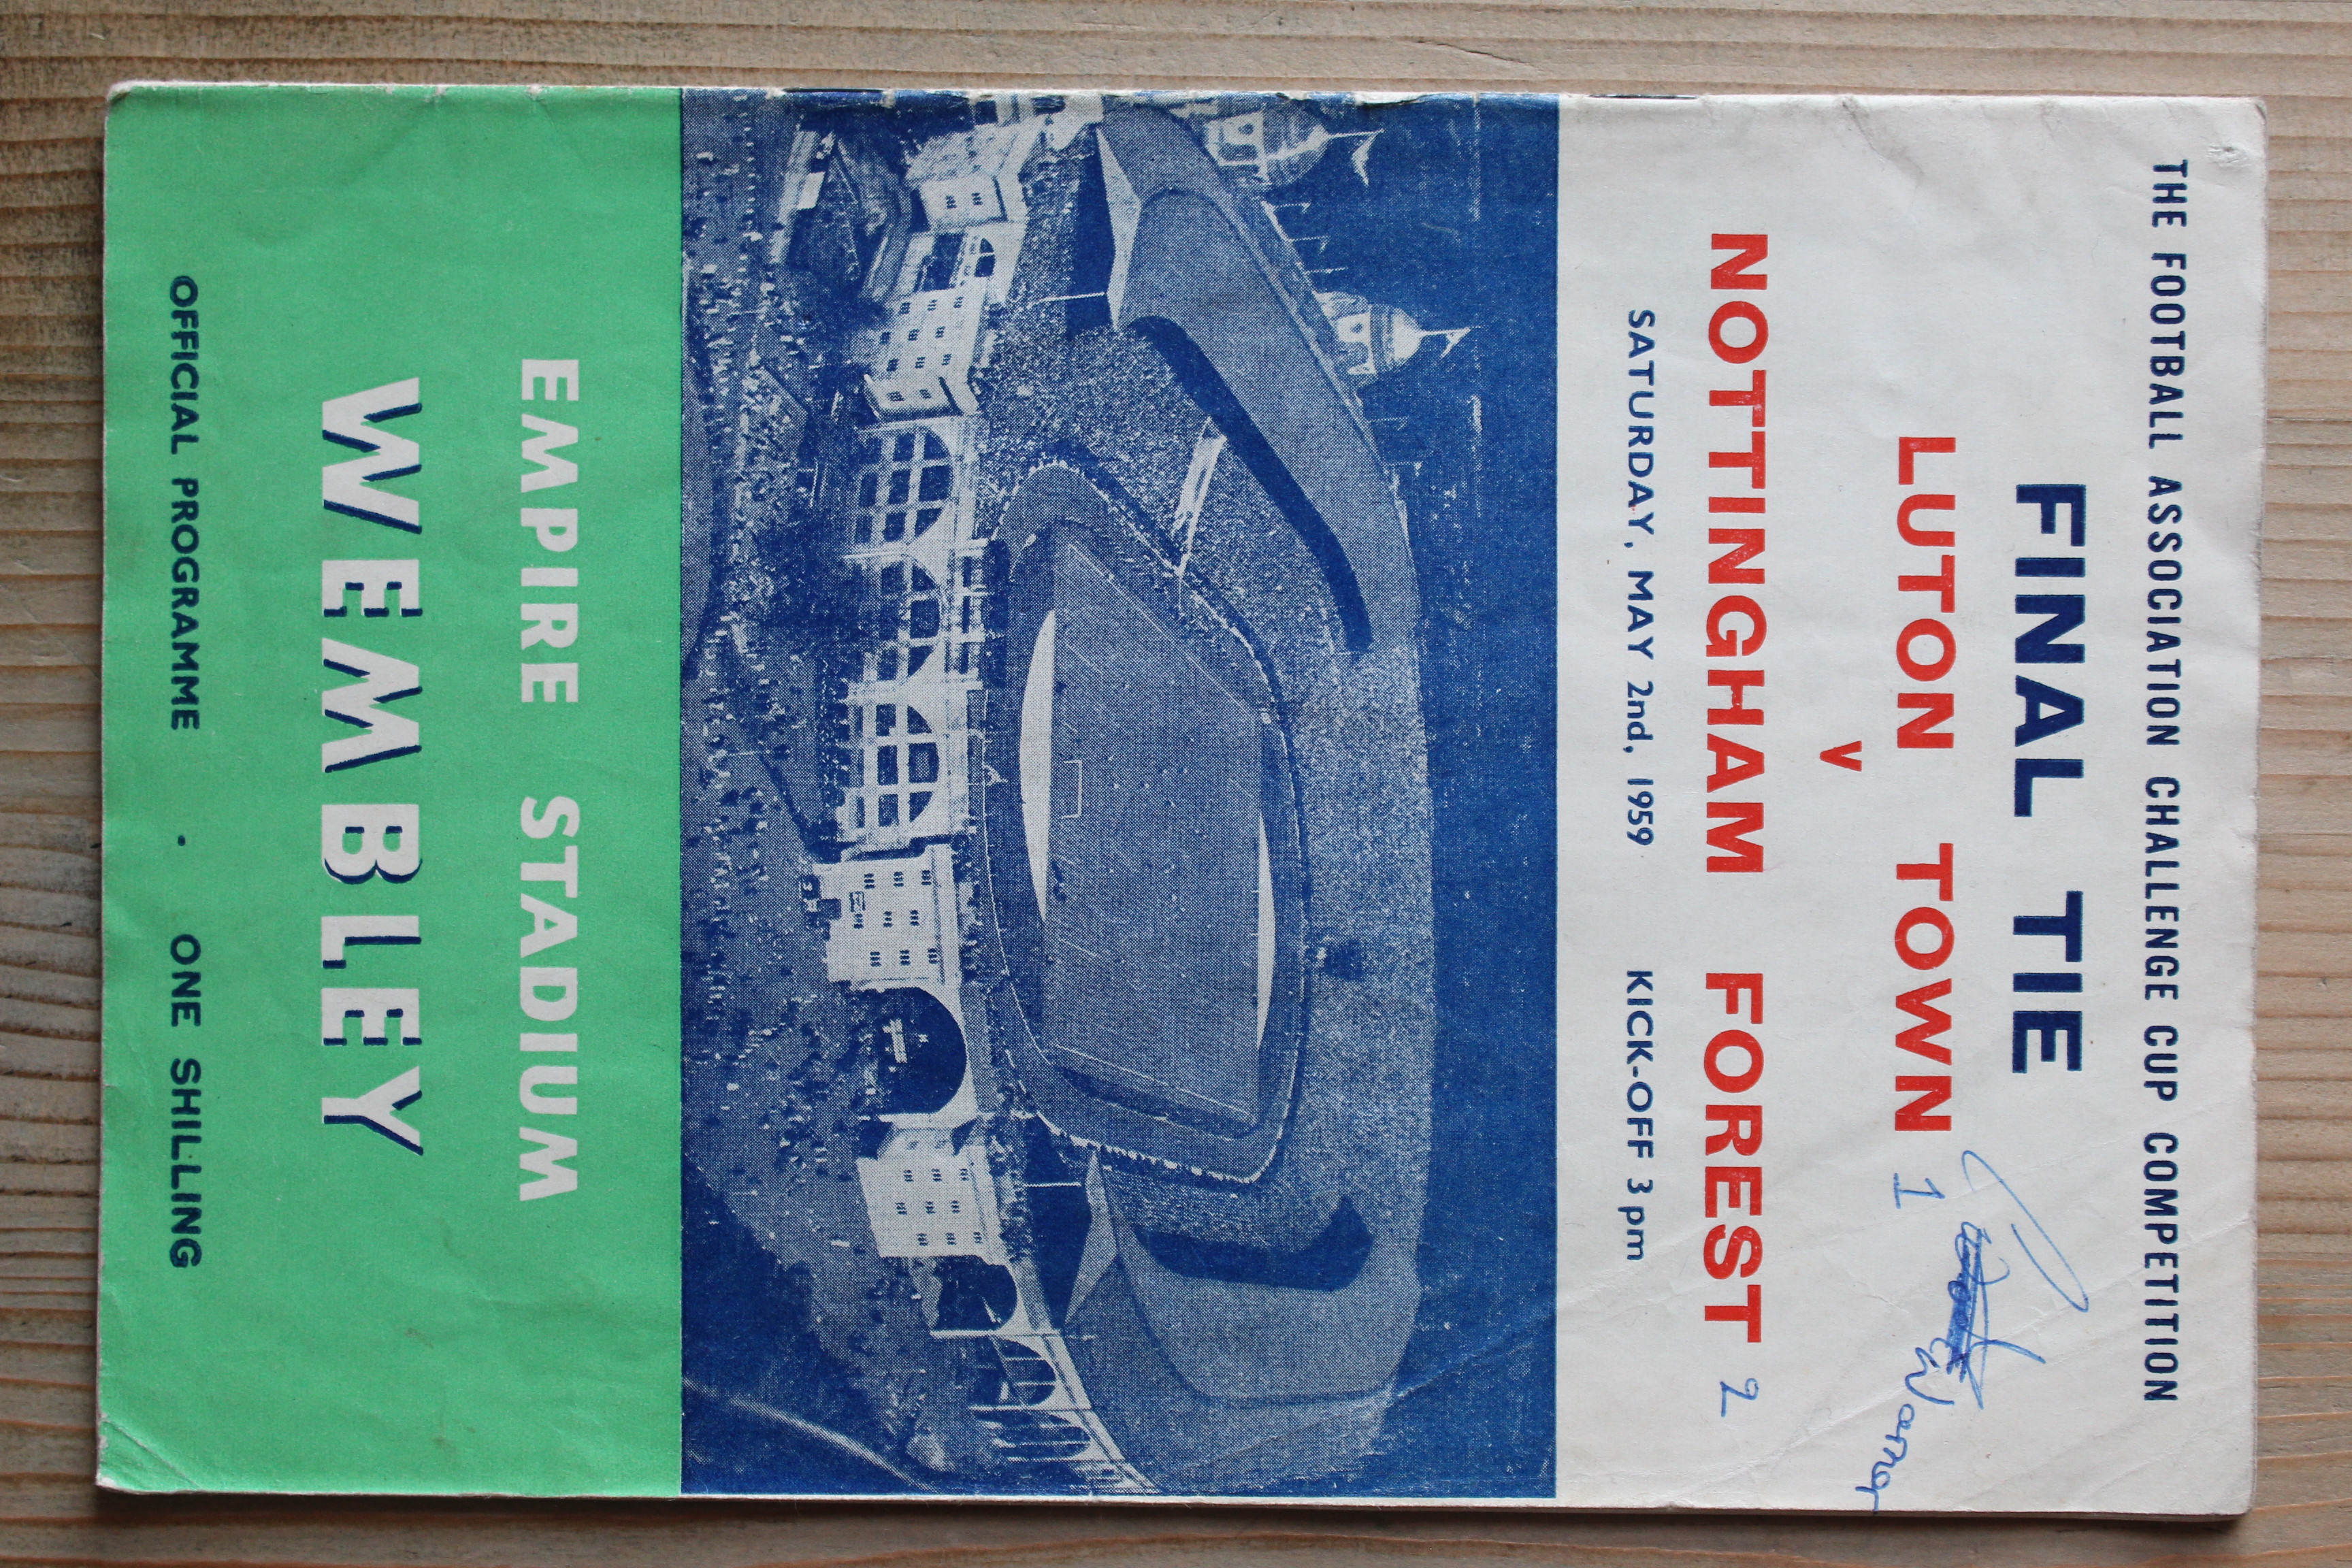 THE FOOTBALL ASSOCIATION CHALLENGE CUP COMPETITION
FINAL TIE
LUTON TOWN 1
Warner
V
NOTTINGHAM FOREST 2
SATURDAY, MAY 2nd, 1959 KICK-OFF 3 pm
EMPIRE STADIUM
WEMBLEY
OFFICIAL PROGRAMME · ONE SHILLING